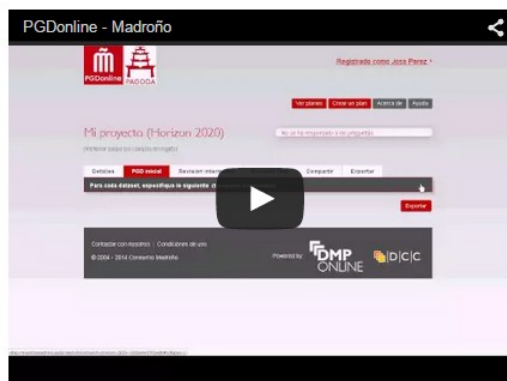 PGDonline - Madroño
PGDonline
PAGODA
Registrado como Jose Perez
Ver planes Crear un plan Acerca de Ayuda
Mi proyecto (Horizon 2020)
Detalles PGD inicial Revisión Compartir Exportar
Para cada dataset, especifique lo siguiente
Exportar
Contactar con nosotros | Condiciones de uso
© 2004 - 2014 Consorcio Madroño
Powered by
DMP ONLINE
D|C|C